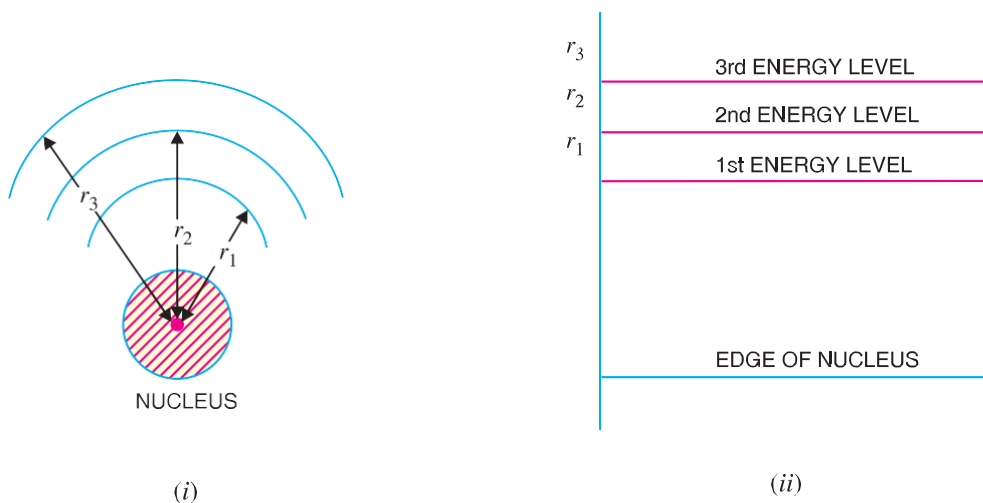 r3
r2
r1
NUCLEUS
(i)
r3
3rd ENERGY LEVEL
r2
2nd ENERGY LEVEL
r1
1st ENERGY LEVEL
EDGE OF NUCLEUS
(ii)